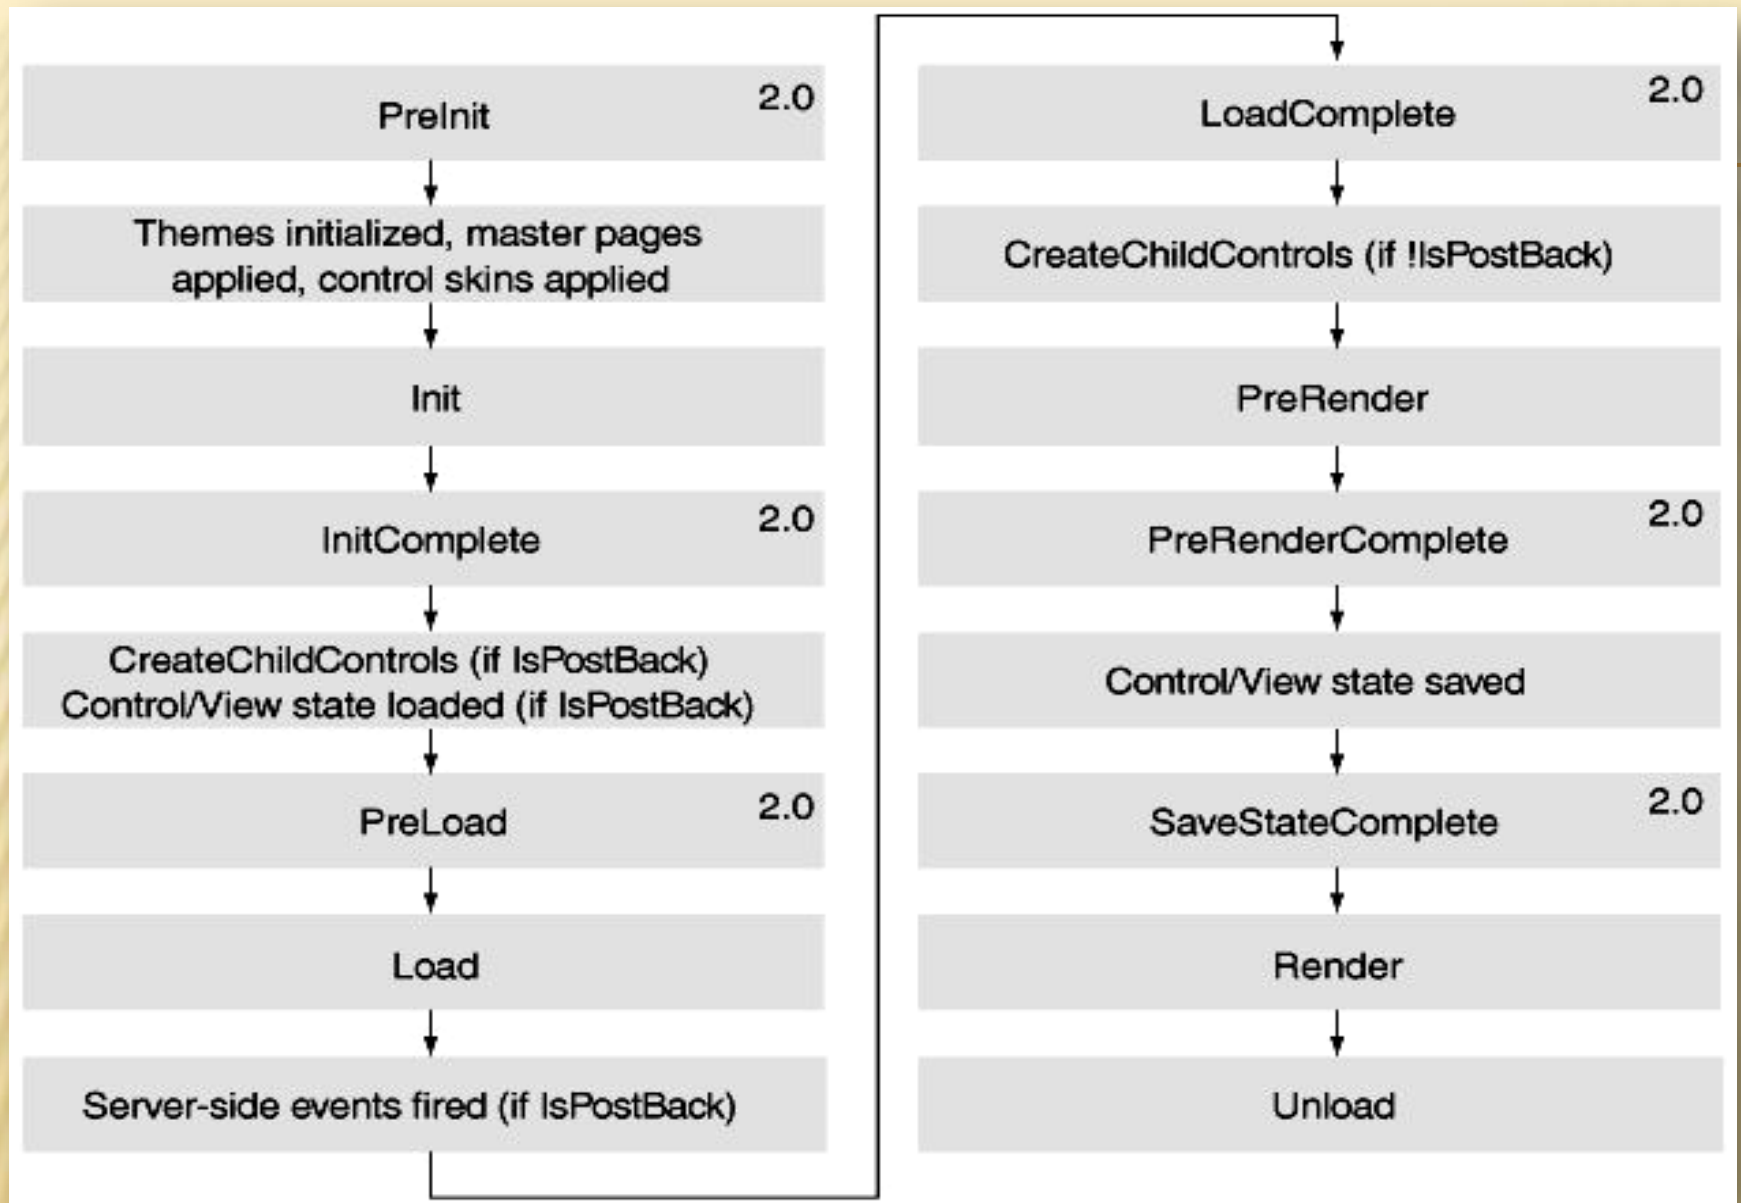 PreInit
2.0
Themes initialized, master pages
applied, control skins applied
Init
InitComplete
2.0
CreateChildControls (if IsPostBack)
Control/View state loaded (if IsPostBack)
PreLoad
2.0
Load
Server-side events fired (if IsPostBack)
LoadComplete
2.0
CreateChildControls (if !IsPostBack)
PreRender
PreRenderComplete
2.0
Control/View state saved
SaveStateComplete
2.0
Render
Unload